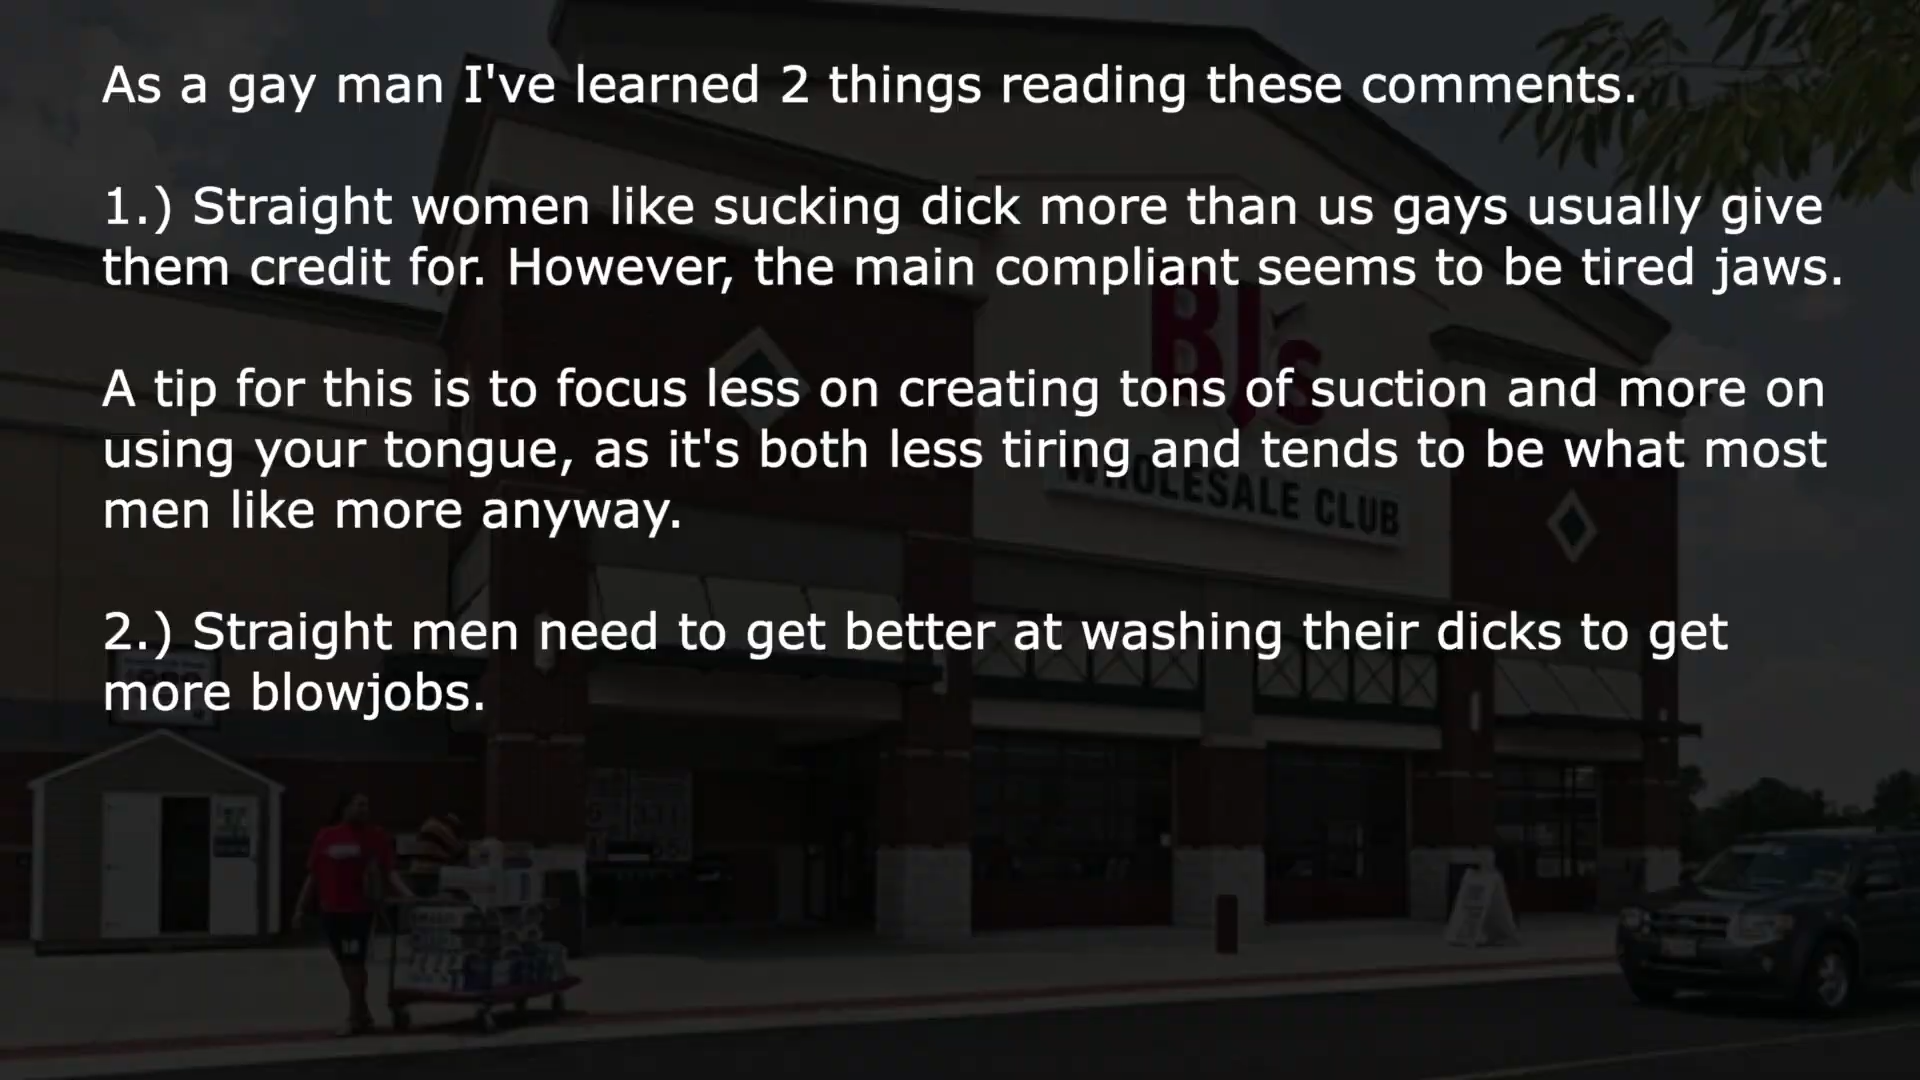 As a gay man I've learned 2 things reading these comments.
1.) Straight women like sucking dick more than us gays usually give
them credit for. However, the main compliant seems to be tired jaws.
A tip for this is to focus less on creating tons of suction and more on
using your tongue, as it's both less tiring and tends to be what most
men like more anyway.
2.) Straight men need to get better at washing their dicks to get
more blowjobs.
BJ's
WHOLESALE CLUB